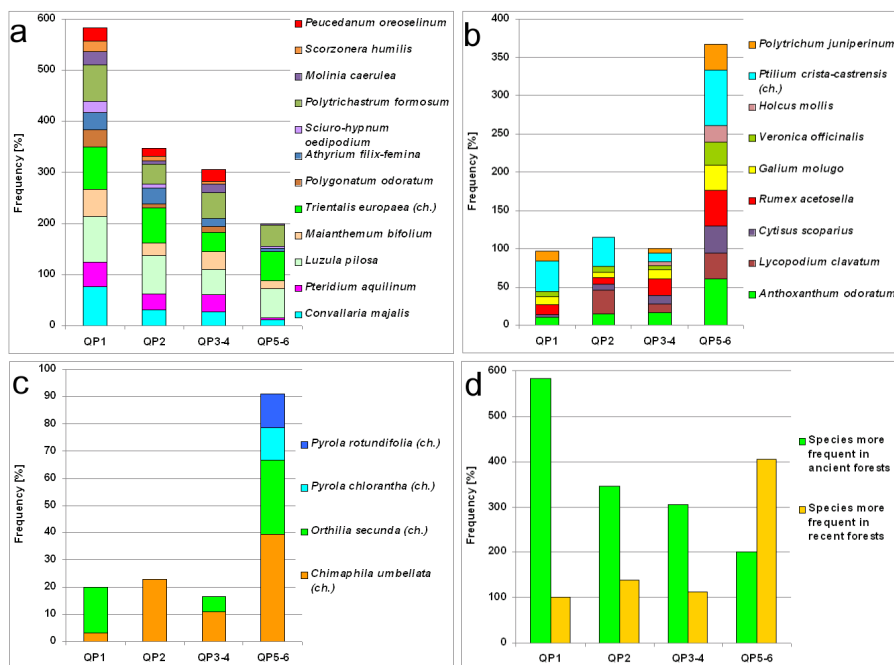 a
Frequency [%]
600
500
400
300
200
100
0
QP1 QP2 QP3-4 QP5-6
Peucedanum oreoselinum
Scorzonera humilis
Molinia caerulea
Polytrichastrum formosum
Sciuro-hypnum
oedipodium
Athyrium filix-femina
Polygonatum odoratum
Trientalis europaea (ch.)
Maianthemum bifolium
Luzula pilosa
Pteridium aquilinum
Convallaria majalis
b
Frequency [%]
400
350
300
250
200
150
100
50
0
QP1 QP2 QP3-4 QP5-6
Polytrichum juniperinum
Ptilium crista-castrensis
(ch.)
Holcus mollis
Veronica officinalis
Galium molugo
Rumex acetosella
Cytisus scoparius
Lycopodium clavatum
Anthoxanthum odoratum
c
Frequency [%]
100
90
80
70
60
50
40
30
20
10
0
QP1 QP2 QP3-4 QP5-6
Pyrola rotundifolia (ch.)
Pyrola chlorantha (ch.)
Orthilia secunda (ch.)
Chimaphila umbellata
(ch.)
d
Frequency [%]
600
500
400
300
200
100
0
QP1 QP2 QP3-4 QP5-6
Species more
frequent in
ancient forests
Species more
frequent in
recent forests